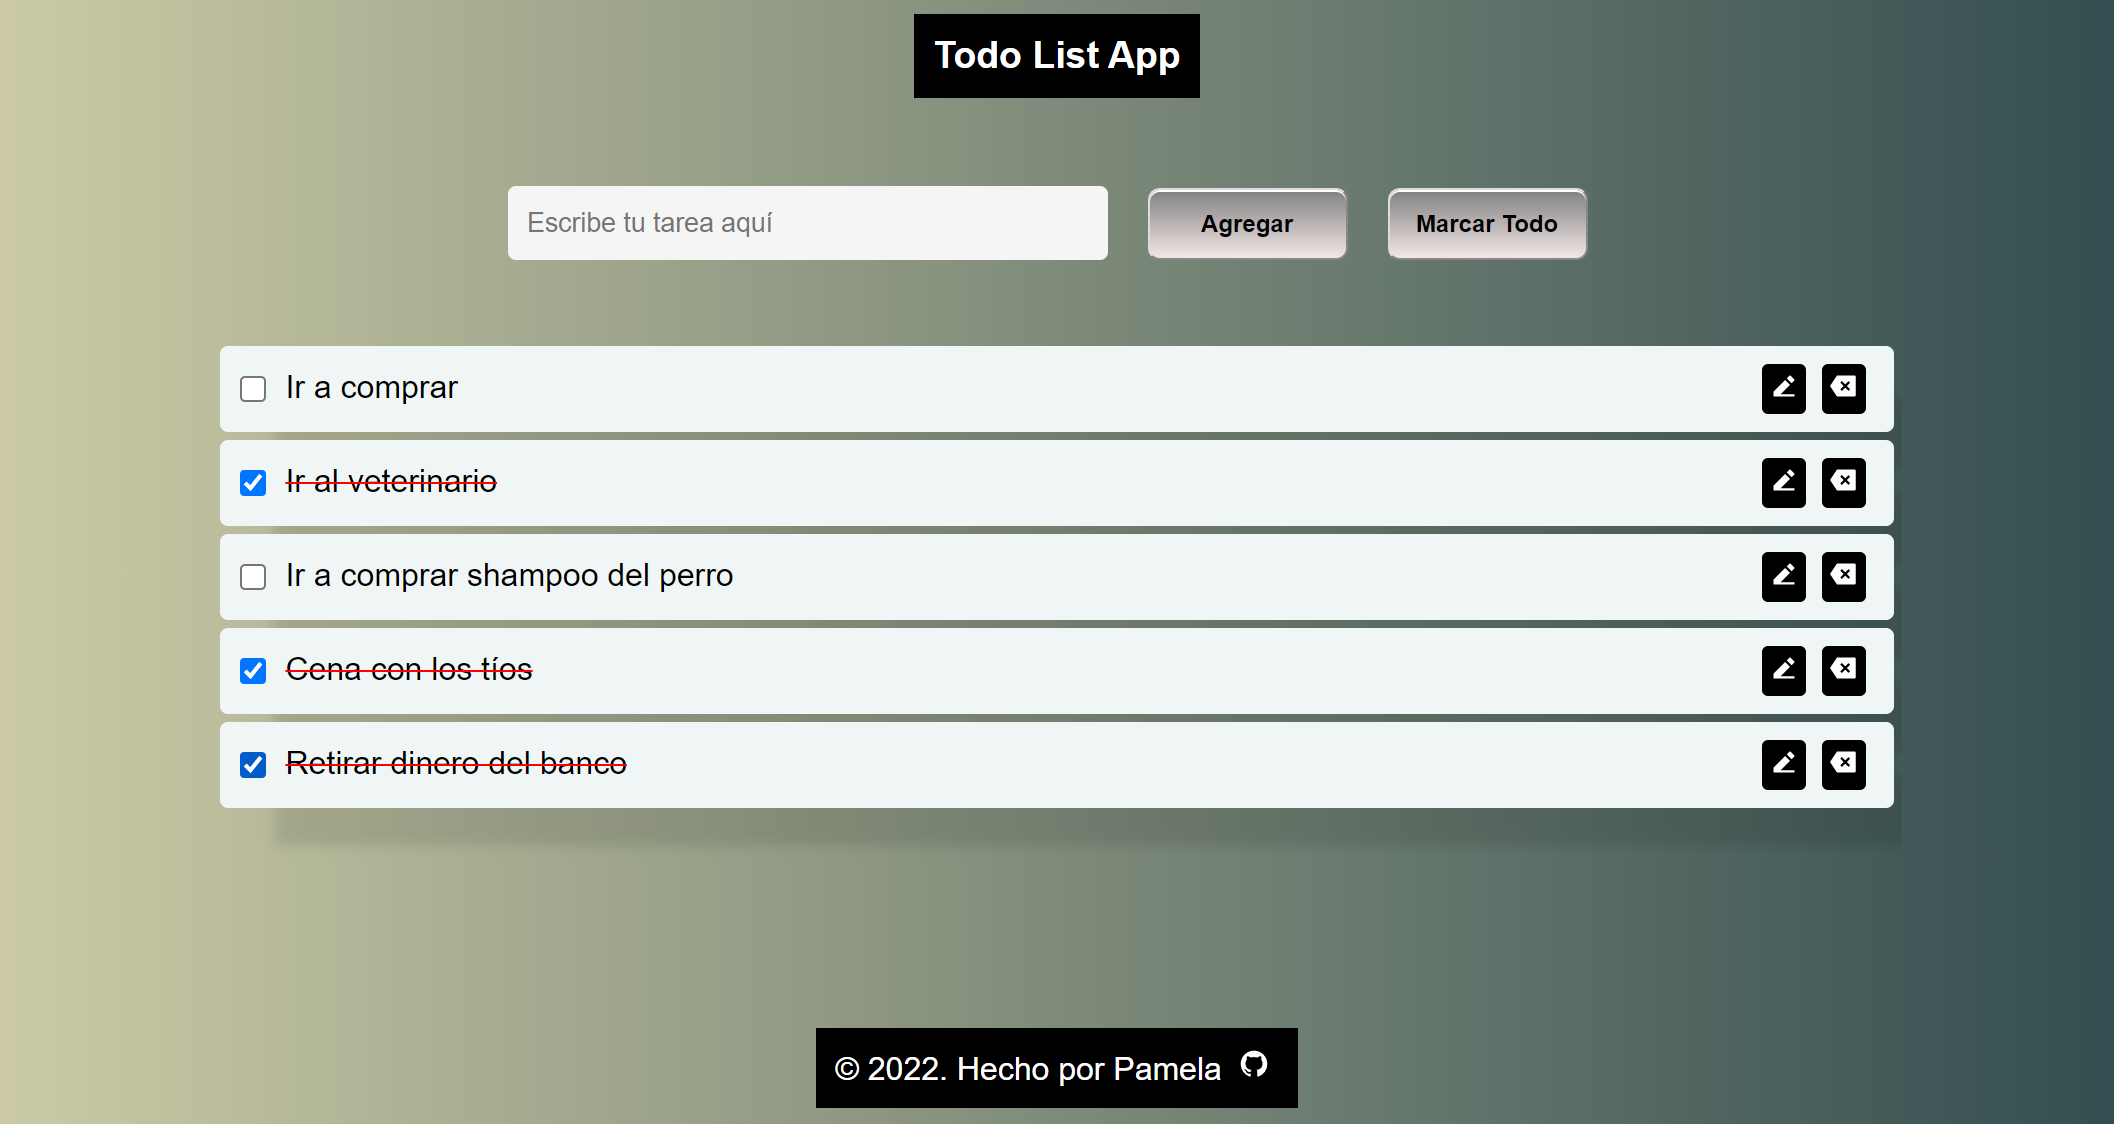 Todo List App
Escribe tu tarea aquí
Agregar
Marcar Todo
Ir a comprar
Ir al veterinario
Ir a comprar shampoo del perro
Cena con los tíos
Retirar dinero del banco
© 2022. Hecho por Pamela